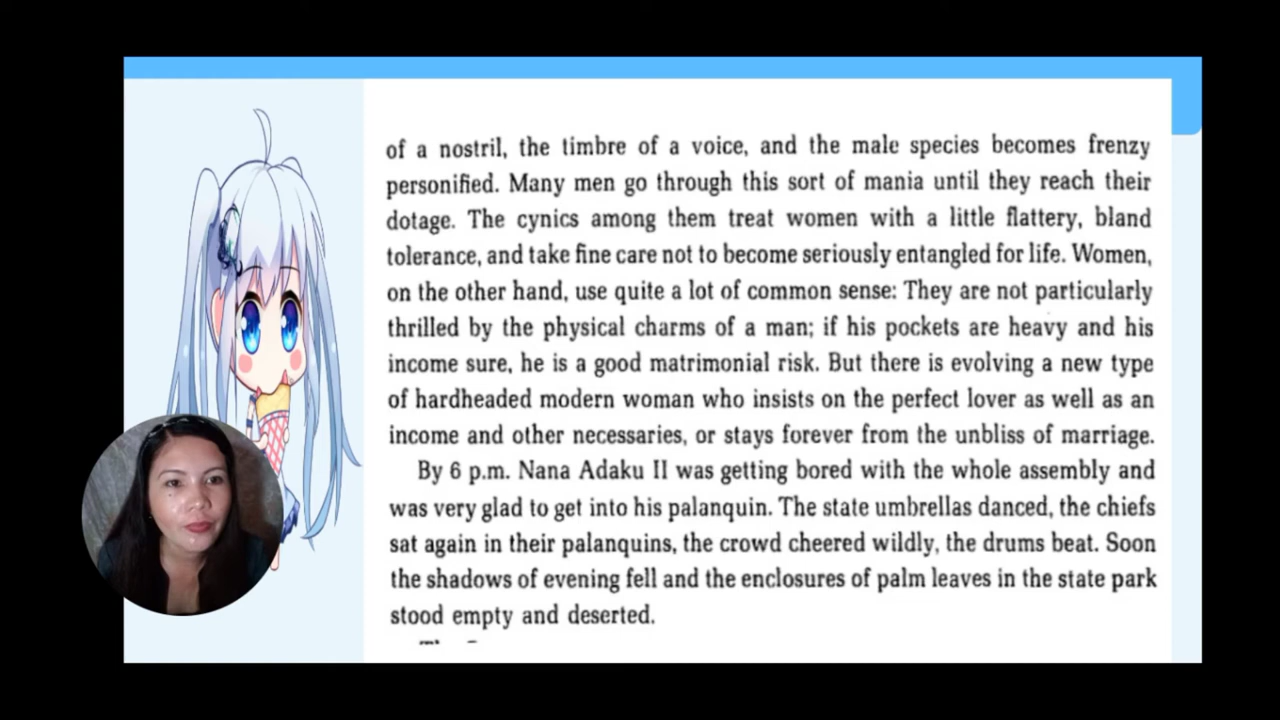 of a nostril, the timbre of a voice, and the male species becomes frenzy
personified. Many men go through this sort of mania until they reach their
dotage. The cynics among them treat women with a little flattery, bland
tolerance, and take fine care not to become seriously entangled for life. Women,
on the other hand, use quite a lot of common sense: They are not particularly
thrilled by the physical charms of a man; if his pockets are heavy and his
income sure, he is a good matrimonial risk. But there is evolving a new type
of hardheaded modern woman who insists on the perfect lover as well as an
income and other necessaries, or stays forever from the unbliss of marriage.
By 6 p.m. Nana Adaku II was getting bored with the whole assembly and
was very glad to get into his palanquin. The state umbrellas danced, the chiefs
sat again in their palanquins, the crowd cheered wildly, the drums beat. Soon
the shadows of evening fell and the enclosures of palm leaves in the state park
stood empty and deserted.